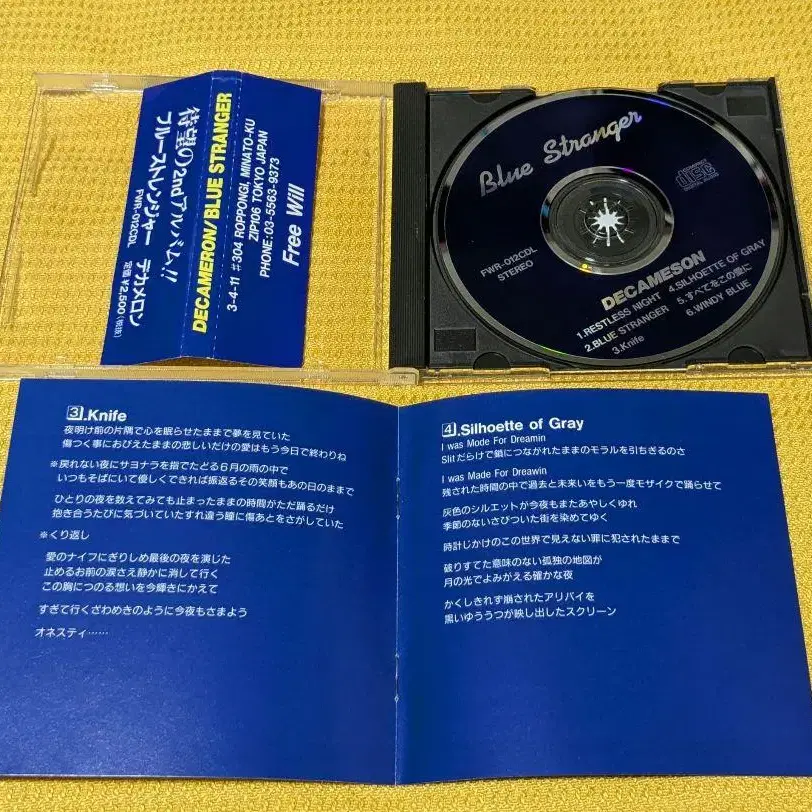 待望の2ndアルバム!!
ブルーストレンジャー デカメロン
FWR-012CDL 定価¥2,500(税抜)
DECAMERON/BLUE STRANGER
3-4-11 #304 ROPPONGI, MINATO-KU
ZIP106 TOKYO JAPAN
PHONE:03-5563-9373
Free Will
Blue Stranger
COMPACT
disc
DIGITAL AUDIO
FWR-012CDL
STEREO
DECAMESON
1.RESTLESS NIGHT 4.SILHOETTE OF GRAY
2.BLUE STRANGER 5.すべてをこの愛に
3.Knife 6.WINDY BLUE
3.Knife
夜明け前の片隅で心を眠らせたままで夢を見ていた
傷つく事におびえたままの悲しいだけの愛はもう今日で終わりね
※戻れない夜にサヨナラを指でたどる6月の雨の中で
いつもそばにいて優しくできれば振返るその笑顔もあの日のままで
ひとりの夜を数えてみても止まったままの時間がただ踊るだけ
抱き合うたびに気づいていたすれ違う瞳に傷あとをさがしていた
※くり返し
愛のナイフにぎりしめ最後の夜を演じた
止めるお前の涙さえ静かに消して行く
この胸につのる想いを今輝きにかえて
すぎて行くざわめきのように今夜もさまよう
オネスティ……
4.Silhoette of Gray
I was Mode For Dreamin
Slitだらけで鎖につながれたままのモラルを引ちぎるのさ
I was Made For Dreawin
残された時間の中で過去と未来いをもう一度モザイクで踊らせて
灰色のシルエットが今夜もまたあやしくゆれ
季節のないさびついた街を染めてゆく
時計じかけのこの世界で見えない罪に犯されたままで
破りすてた意味のない孤独の地図が
月の光でよみがえる確かな夜
かくしきれず崩されたアリバイを
黒いゆううつが映し出したスクリーン